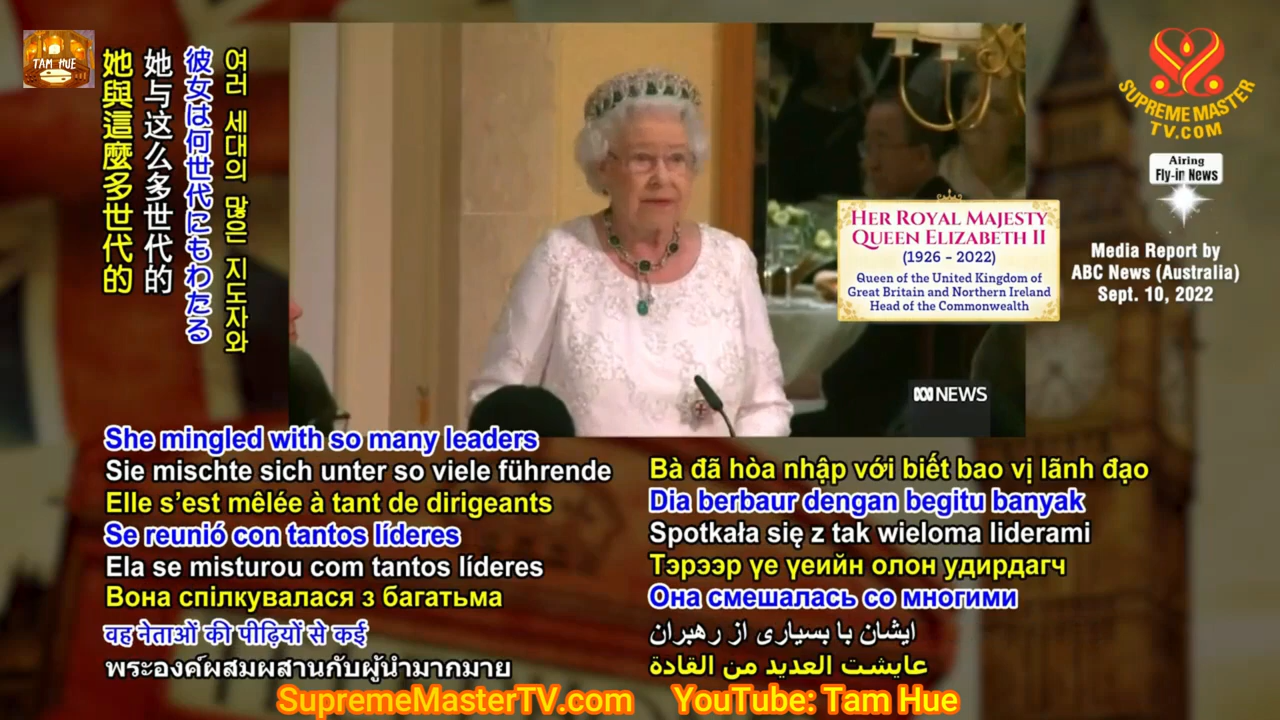 TAM HUE
她與這麼多世代的
她与这么多世代的
彼女は何世代にもわたる
여러 세대의 많은 지도자와
SUPREME MASTER
TV.COM
Airing
Fly-in News
Media Report by
ABC News (Australia)
Sept. 10, 2022
HER ROYAL MAJESTY
QUEEN ELIZABETH II
(1926 - 2022)
Queen of the United Kingdom of
Great Britain and Northern Ireland
Head of the Commonwealth
NEWS
She mingled with so many leaders
Sie mischte sich unter so viele führende
Elle s’est mêlée à tant de dirigeants
Se reunió con tantos líderes
Ela se misturou com tantos líderes
Вона спілкувалася з багатьма
वह नेताओं की पीढ़ियों से कई
พระองค์ผสมผสานกับผู้นำมากมาย
Bà đã hòa nhập với biết bao vị lãnh đạo
Dia berbaur dengan begitu banyak
Spotkała się z tak wieloma liderami
Тэрээр үе үеийн олон удирдагч
Она смешалась со многими
ایشان با بسیاری از رهبران
عايشت العديد من القادة
SupremeMasterTV.com YouTube: Tam Hue